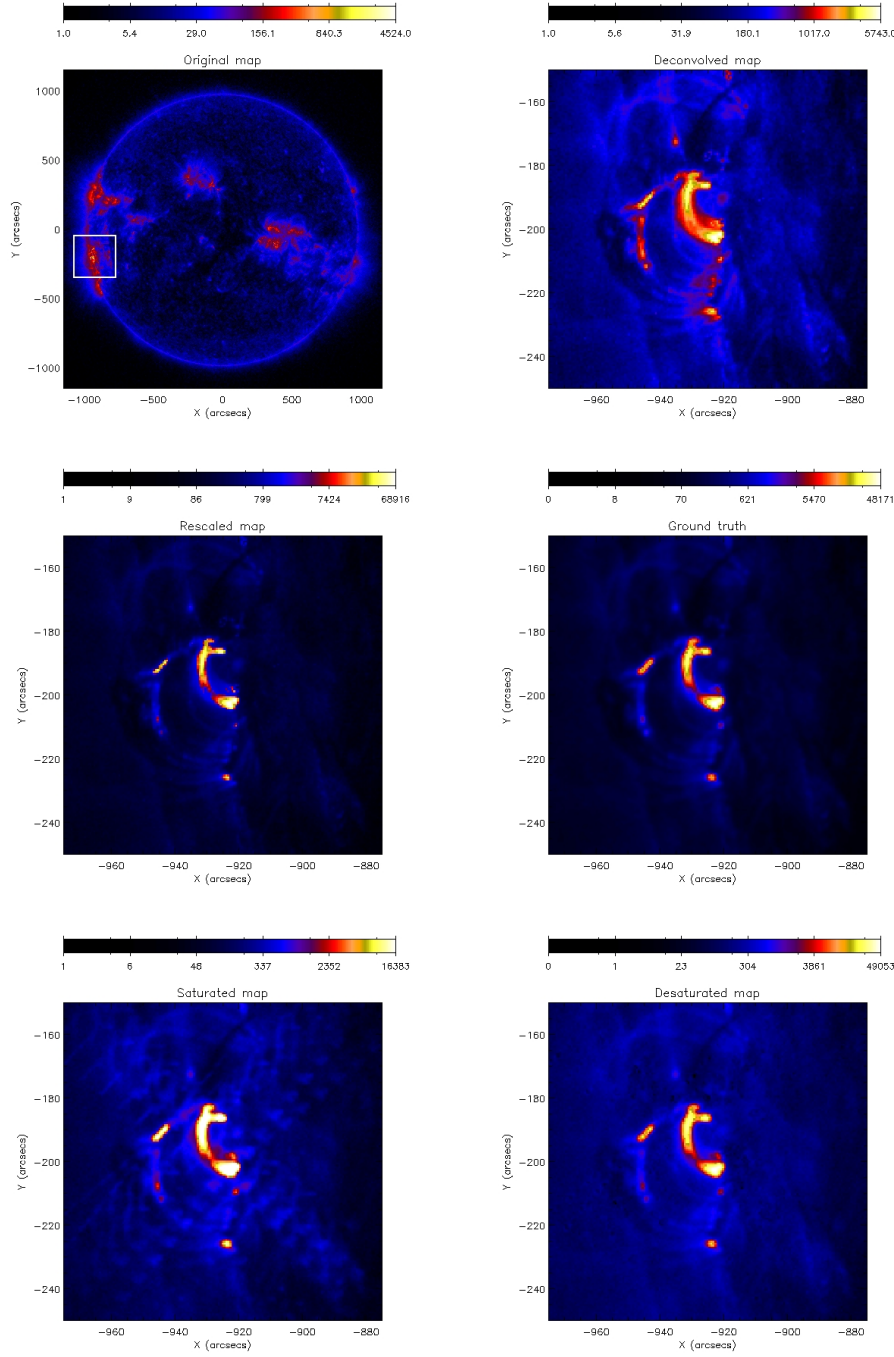 1.0 5.4 29.0 156.1 840.3 4524.0
Original map
1000
500
0
-500
-1000
Y (arcsecs)
-1000 -500 0 500 1000
X (arcsecs)
1.0 5.6 31.9 180.1 1017.0 5743.0
Deconvolved map
-160
-180
-200
-220
-240
Y (arcsecs)
-960 -940 -920 -900 -880
X (arcsecs)
1 9 86 799 7424 68916
Rescaled map
-160
-180
-200
-220
-240
Y (arcsecs)
-960 -940 -920 -900 -880
X (arcsecs)
0 8 70 621 5470 48171
Ground truth
-160
-180
-200
-220
-240
Y (arcsecs)
-960 -940 -920 -900 -880
X (arcsecs)
1 6 48 337 2352 16383
Saturated map
-160
-180
-200
-220
-240
Y (arcsecs)
-960 -940 -920 -900 -880
X (arcsecs)
0 1 23 304 3861 49053
Desaturated map
-160
-180
-200
-220
-240
Y (arcsecs)
-960 -940 -920 -900 -880
X (arcsecs)